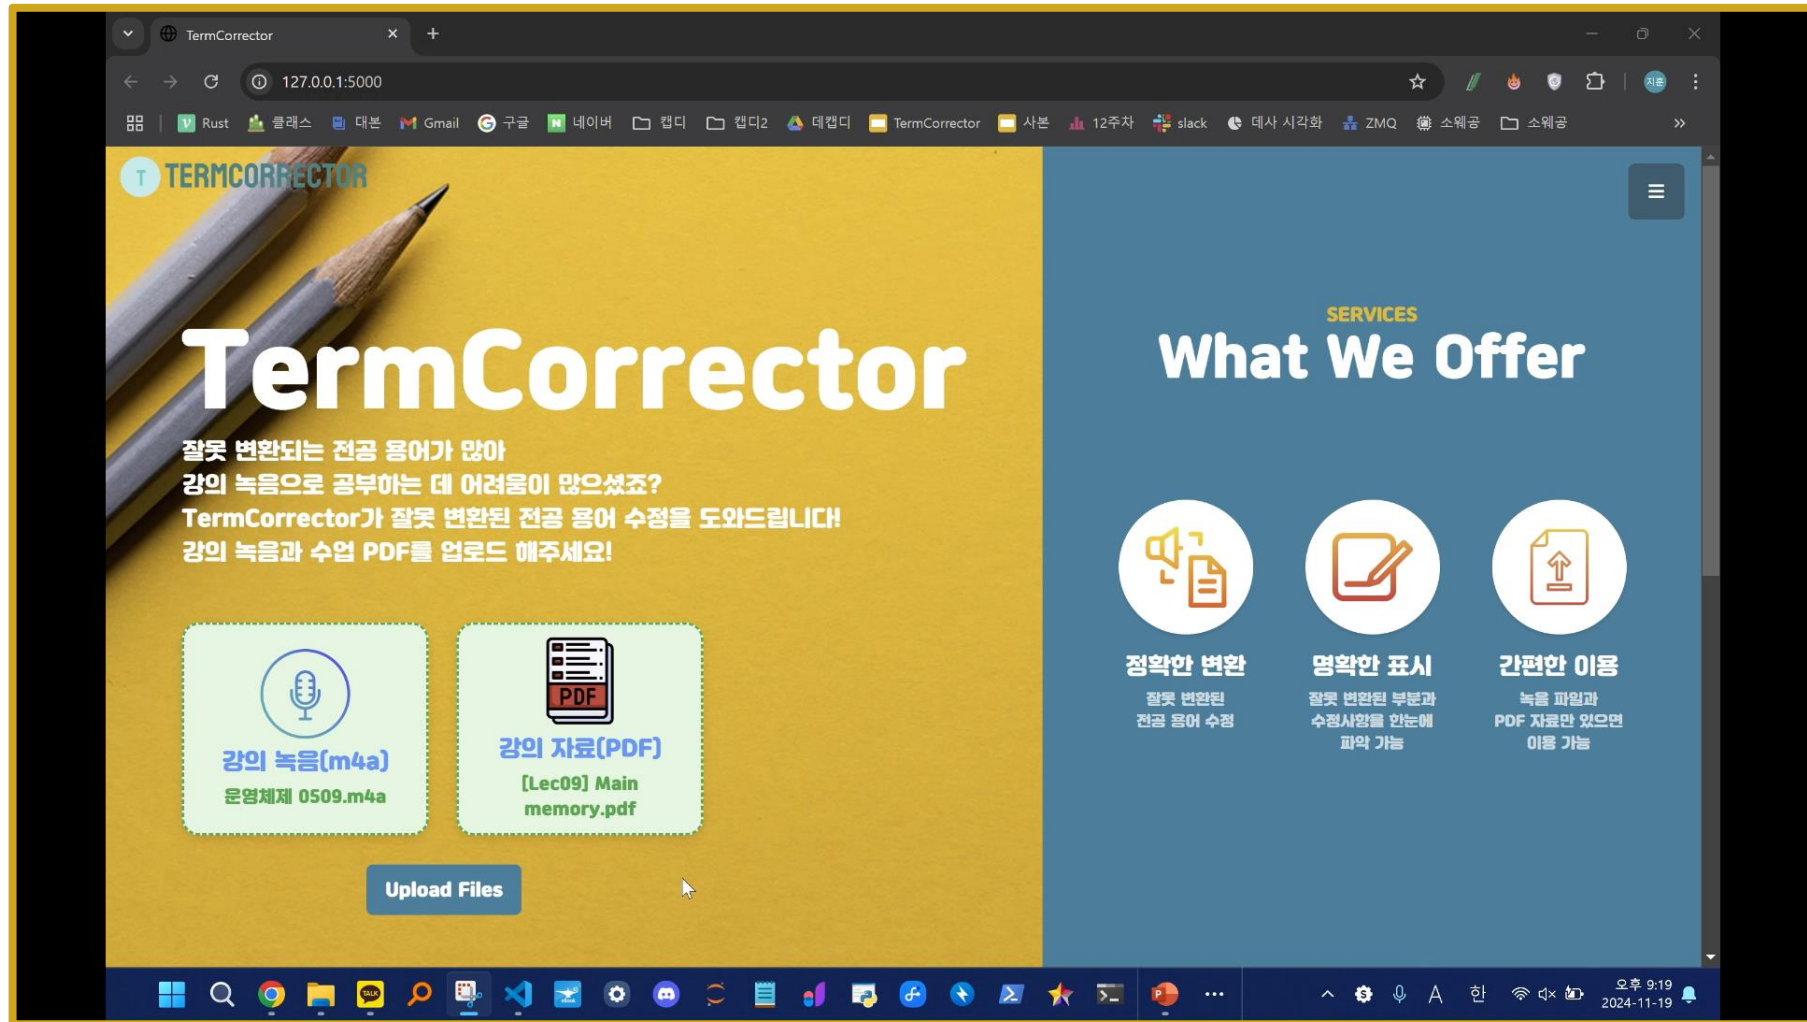 TermCorrector
127.0.0.1:5000
지훈
Rust 클래스 대본 Gmail 구글 네이버 캡디 캡디2 데캡디 TermCorrector 사본 12주차 slack 데사 시각화 ZMQ 소웨공 소웨공
T TERMCORRECTOR
TermCorrector
잘못 변환되는 전공 용어가 많아
강의 녹음으로 공부하는 데 어려움이 많으셨죠?
TermCorrector가 잘못 변환된 전공 용어 수정을 도와드립니다!
강의 녹음과 수업 PDF를 업로드 해주세요!
강의 녹음(m4a)
운영체제 0509.m4a
PDF
강의 자료(PDF)
[Lec09] Main
memory.pdf
Upload Files
SERVICES
What We Offer
정확한 변환
잘못 변환된
전공 용어 수정
명확한 표시
잘못 변환된 부분과
수정사항을 한눈에
파악 가능
간편한 이용
녹음 파일과
PDF 자료만 있으면
이용 가능
TALK
A 한
오후 9:19
2024-11-19